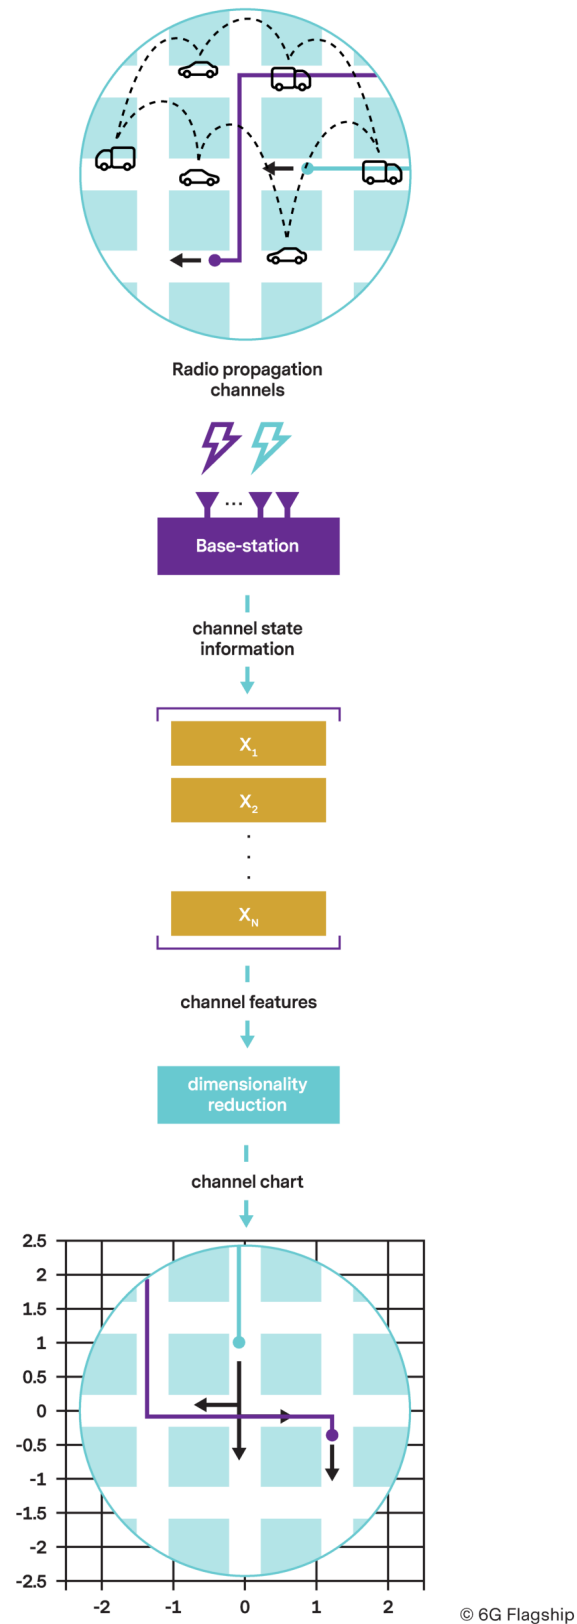 Radio propagation
channels
...
Base-station
channel state
information
X₁
X₂
.
.
.
X_N
channel features
dimensionality
reduction
channel chart
2.5
2
1.5
1
0.5
0
-0.5
-1
-1.5
-2
-2.5
-2 -1 0 1 2
© 6G Flagship